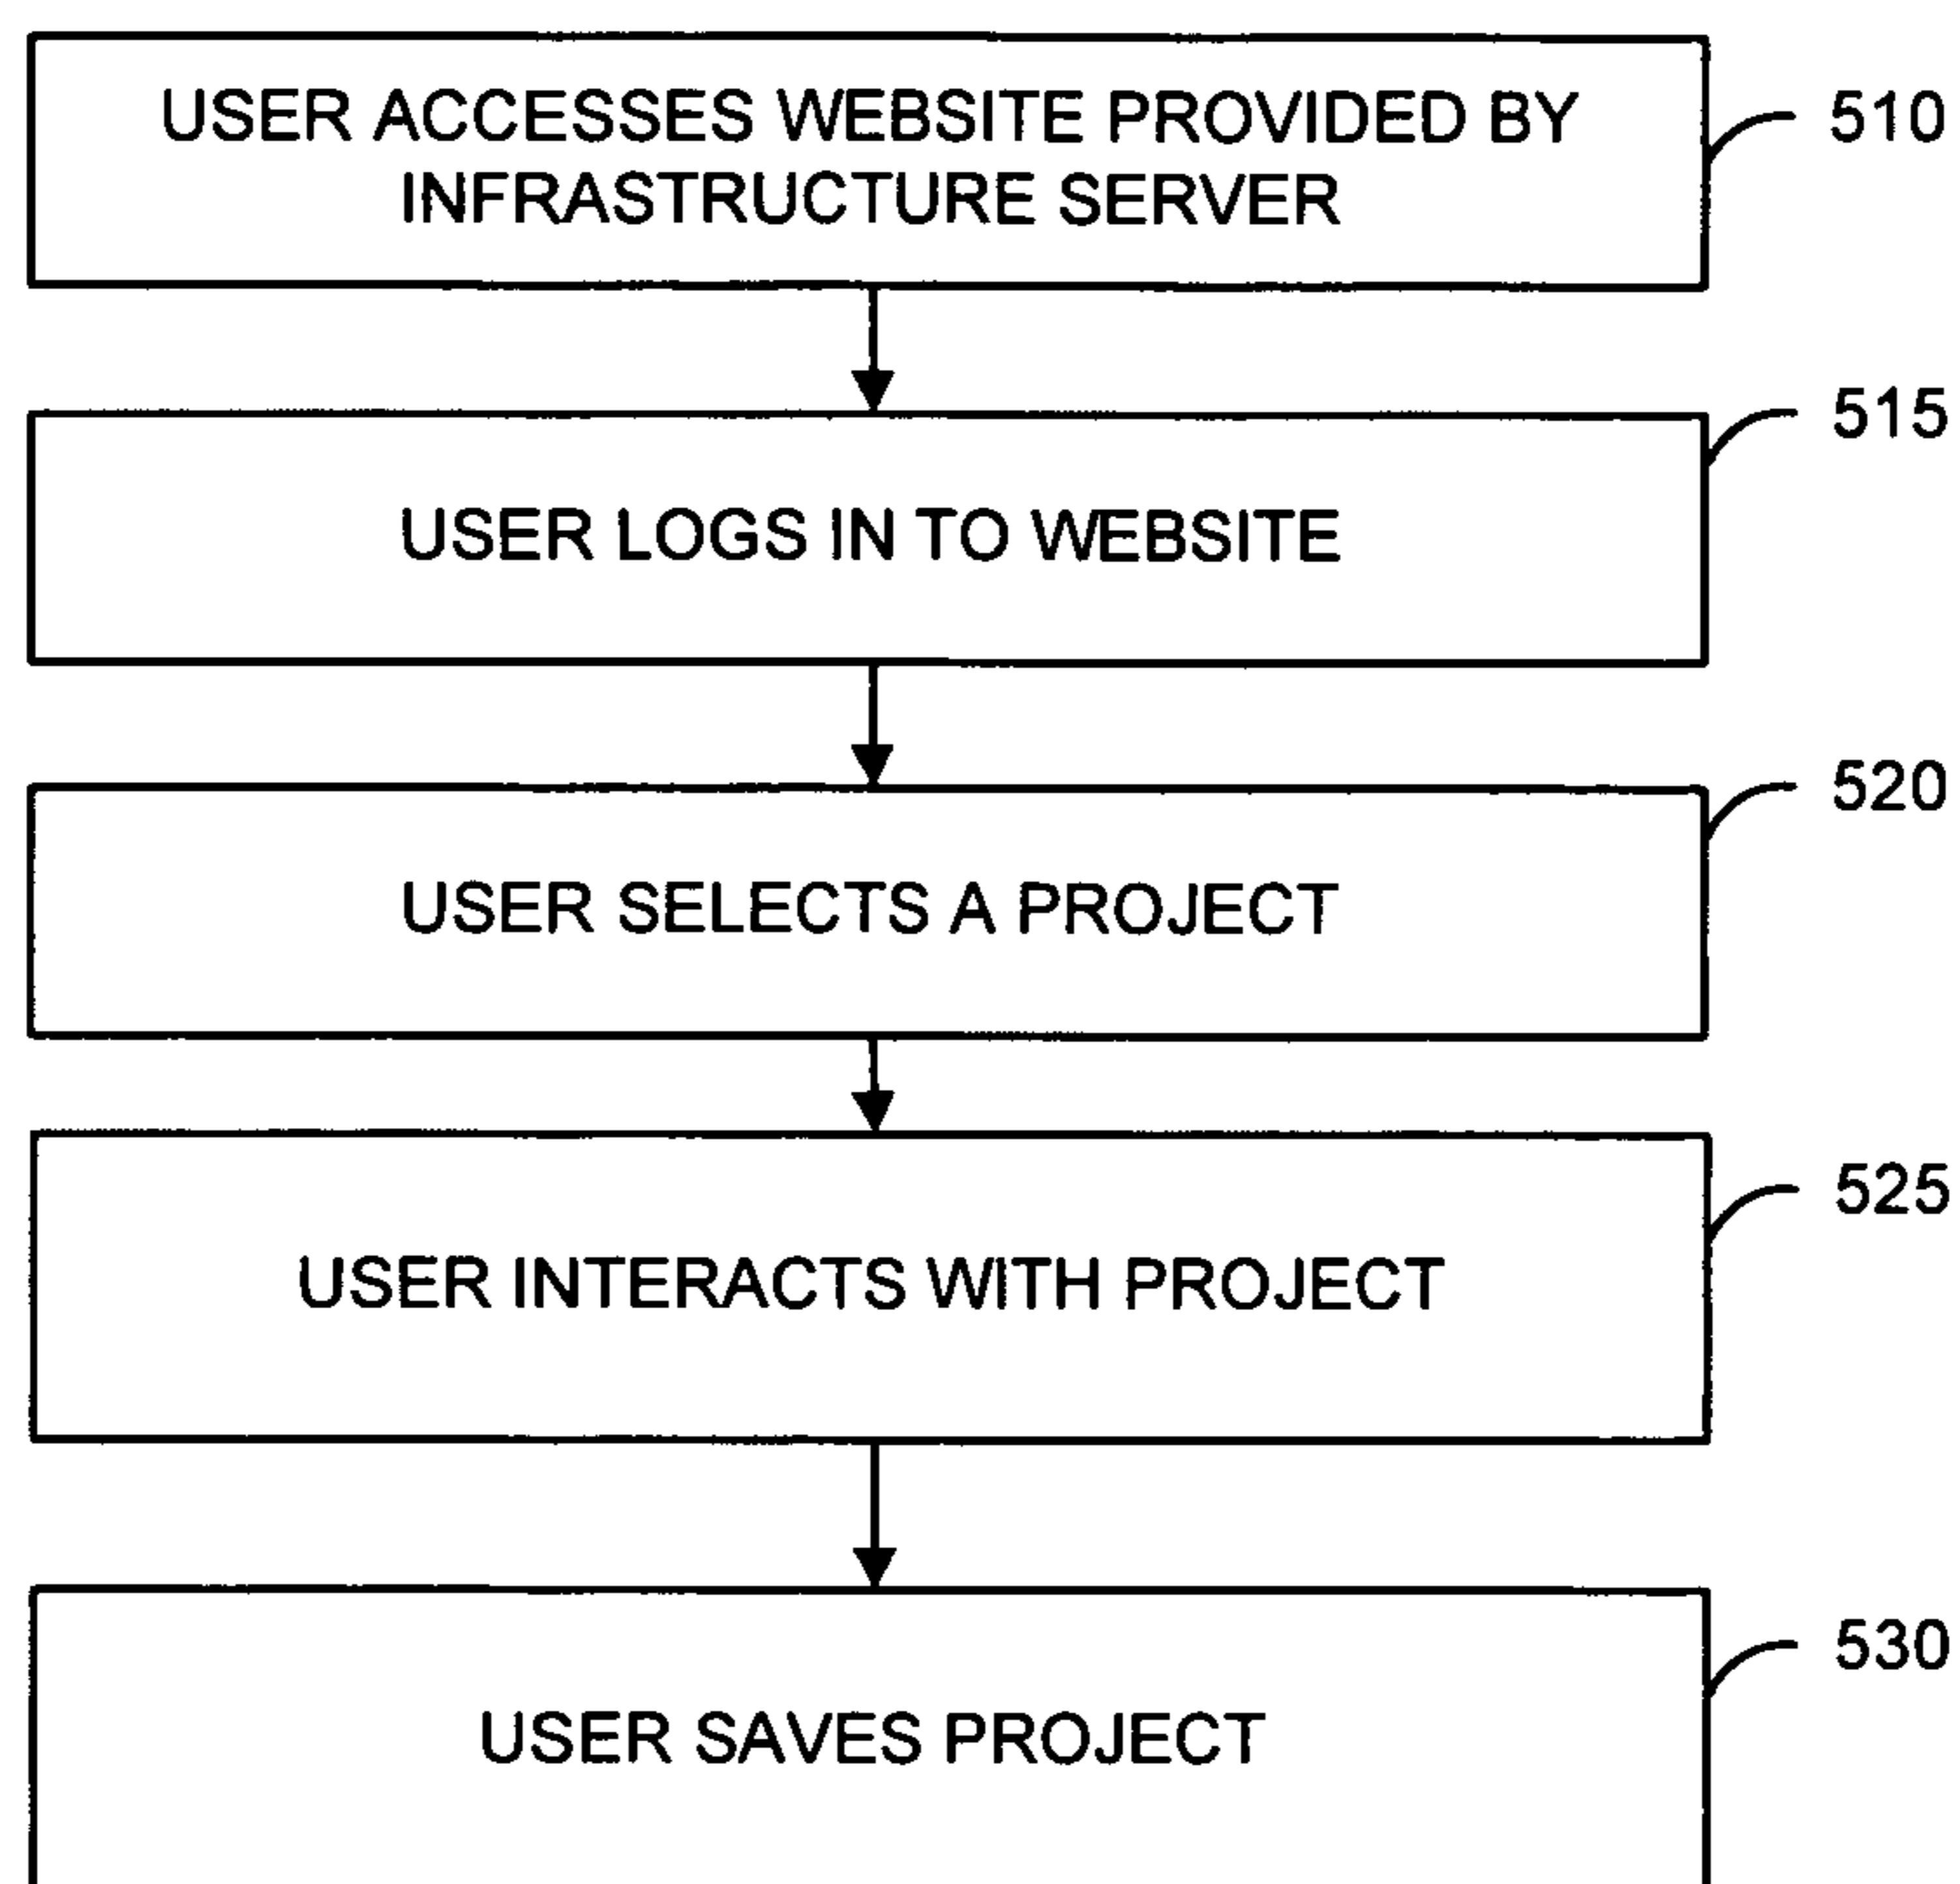 USER ACCESSES WEBSITE PROVIDED BY
INFRASTRUCTURE SERVER
510
USER LOGS IN TO WEBSITE
515
USER SELECTS A PROJECT
520
USER INTERACTS WITH PROJECT
525
USER SAVES PROJECT
530